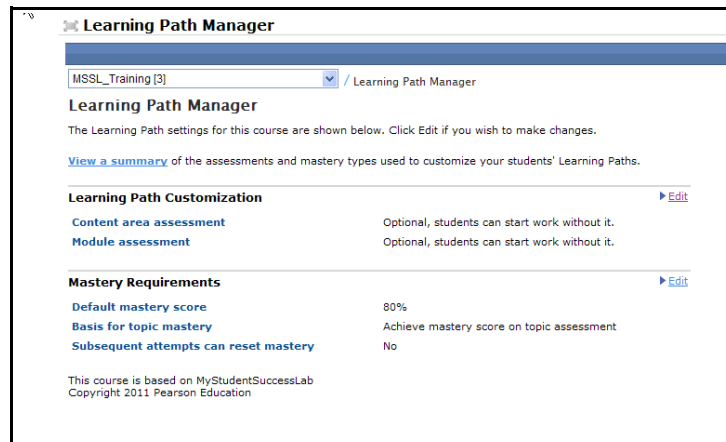 Learning Path Manager
MSSL_Training [3] / Learning Path Manager
Learning Path Manager
The Learning Path settings for this course are shown below. Click Edit if you wish to make changes.
View a summary of the assessments and mastery types used to customize your students' Learning Paths.
Learning Path Customization Edit
Content area assessment Optional, students can start work without it.
Module assessment Optional, students can start work without it.
Mastery Requirements Edit
Default mastery score 80%
Basis for topic mastery Achieve mastery score on topic assessment
Subsequent attempts can reset mastery No
This course is based on MyStudentSuccessLab
Copyright 2011 Pearson Education